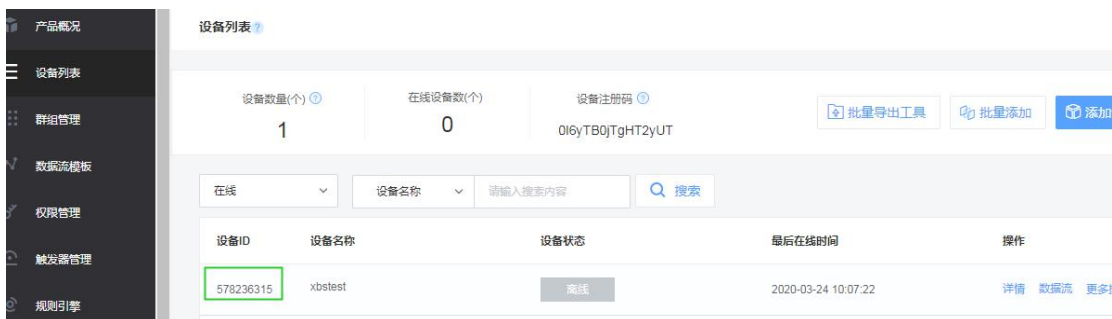 产品概况
设备列表
群组管理
数据流模板
权限管理
触发器管理
规则引擎
设备列表
设备数量(个)
1
在线设备数(个)
0
设备注册码
0I6yTB0jTgHT2yUT
批量导出工具
批量添加
添加
在线
设备名称
请输入搜索内容
搜索
设备ID 设备名称 设备状态 最后在线时间 操作
578236315 xbstest 离线 2020-03-24 10:07:22 详情 数据流 更多